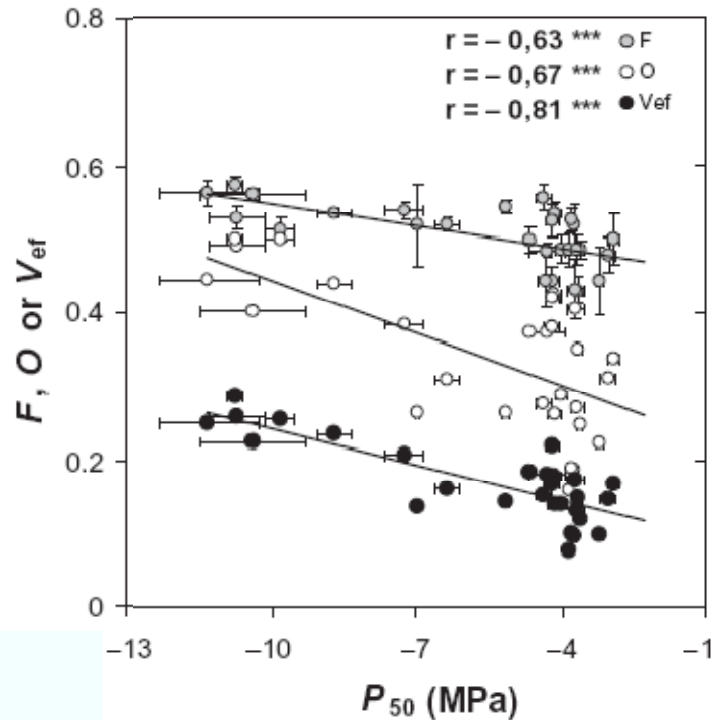 0.8
r = – 0,63 *** F
r = – 0,67 *** O
r = – 0,81 *** Vef
0.6
0.4
0.2
0
F, O or Vef
–13 –10 –7 –4 –1
P50 (MPa)